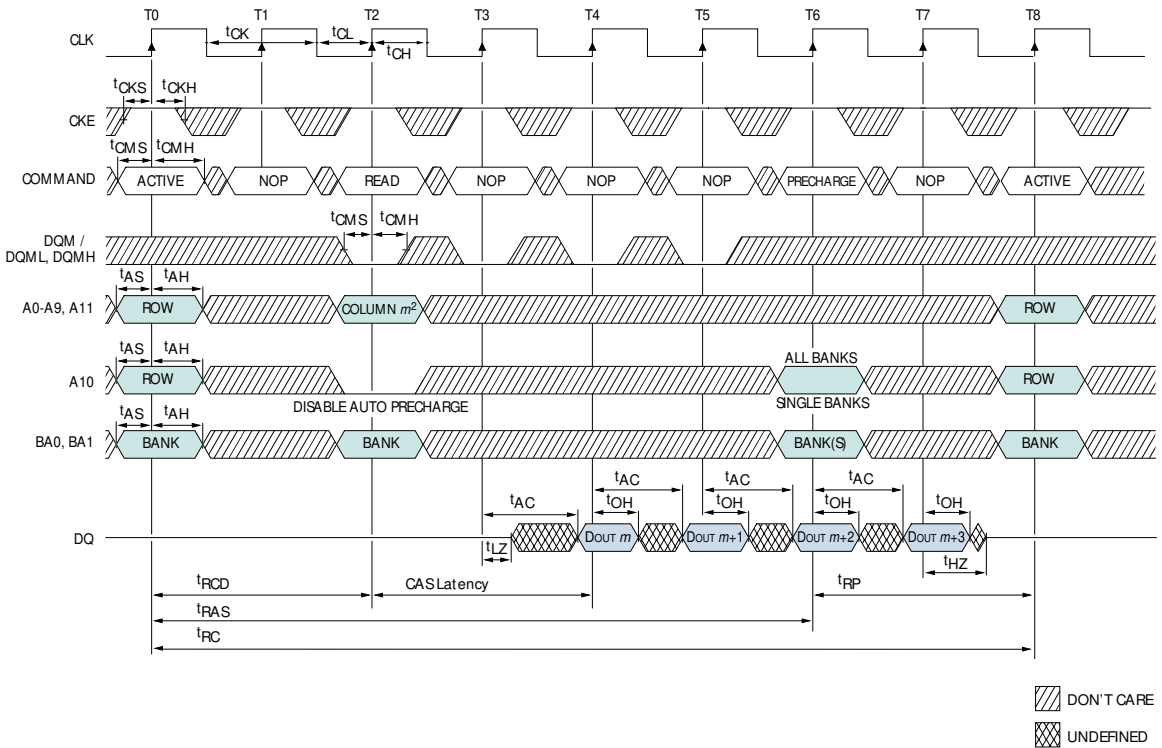 T0 T1 T2 T3 T4 T5 T6 T7 T8
CLK
tCK tCL tCH
tCKS tCKH
CKE
tCMS tCMH
COMMAND ACTIVE NOP READ NOP NOP NOP PRECHARGE NOP ACTIVE
tCMS tCMH
DQM /
DQML, DQMH
tAS tAH
A0-A9, A11 ROW COLUMN m2 ROW
tAS tAH
ALL BANKS
A10 ROW ROW
DISABLE AUTO PRECHARGE SINGLE BANKS
tAS tAH
BA0, BA1 BANK BANK BANK(S) BANK
tAC tAC tAC tAC
tOH tOH tOH tOH
DQ DOUT m DOUT m+1 DOUT m+2 DOUT m+3
tLZ tHZ
tRCD CAS Latency tRP
tRAS
tRC
DON'T CARE
UNDEFINED